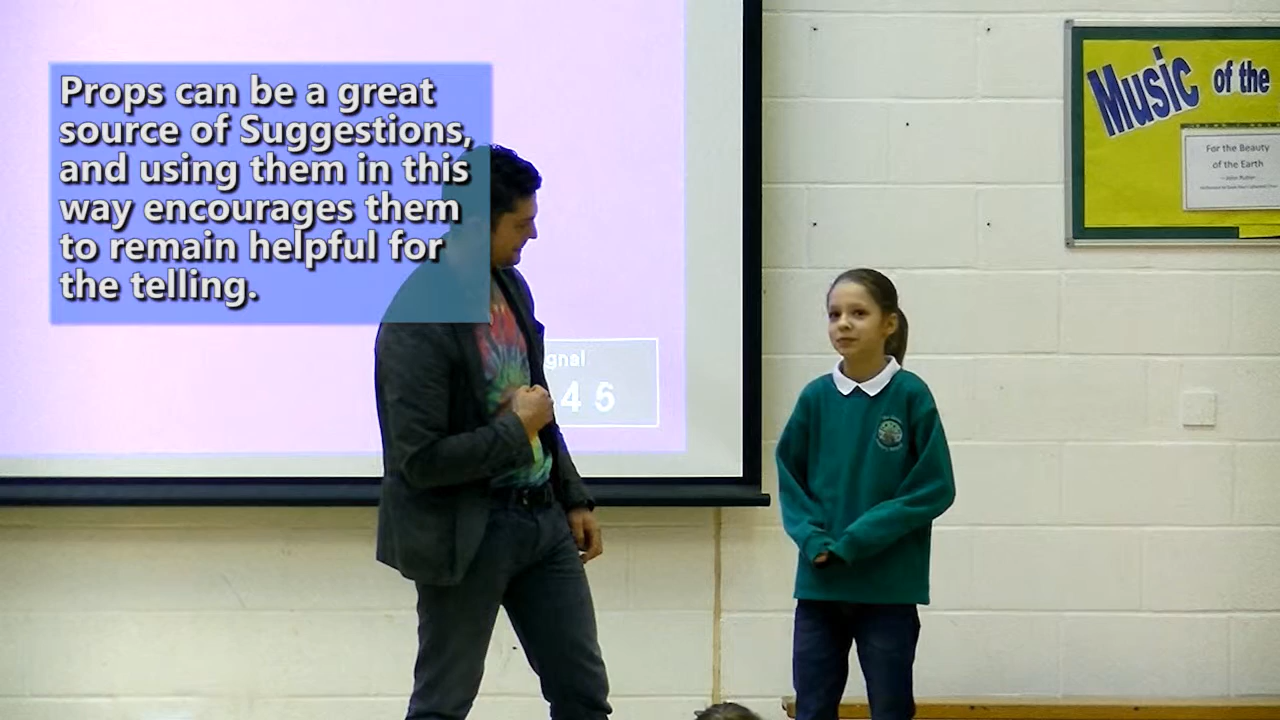 Props can be a great
source of Suggestions,
and using them in this
way encourages them
to remain helpful for
the telling.
gnal
4 5
Music of the
For the Beauty
of the Earth